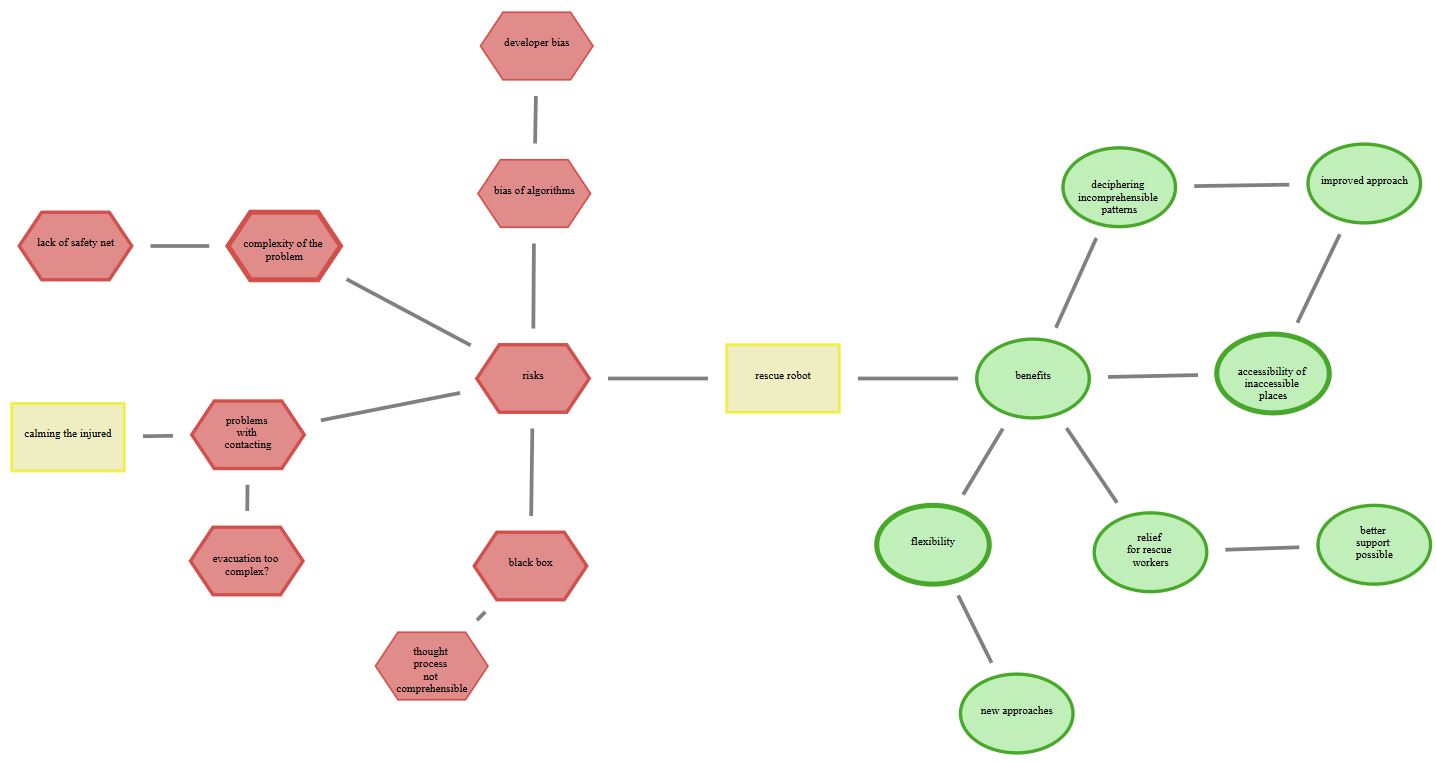 developer bias
bias of algorithms
lack of safety net
complexity of the
problem
risks
problems
with
contacting
calming the injured
evacuation too
complex?
black box
thought
process
not
comprehensible
rescue robot
deciphering
incomprehensible
patterns
improved approach
benefits
accessibility of
inaccessible
places
flexibility
relief
for rescue
workers
better
support
possible
new approaches